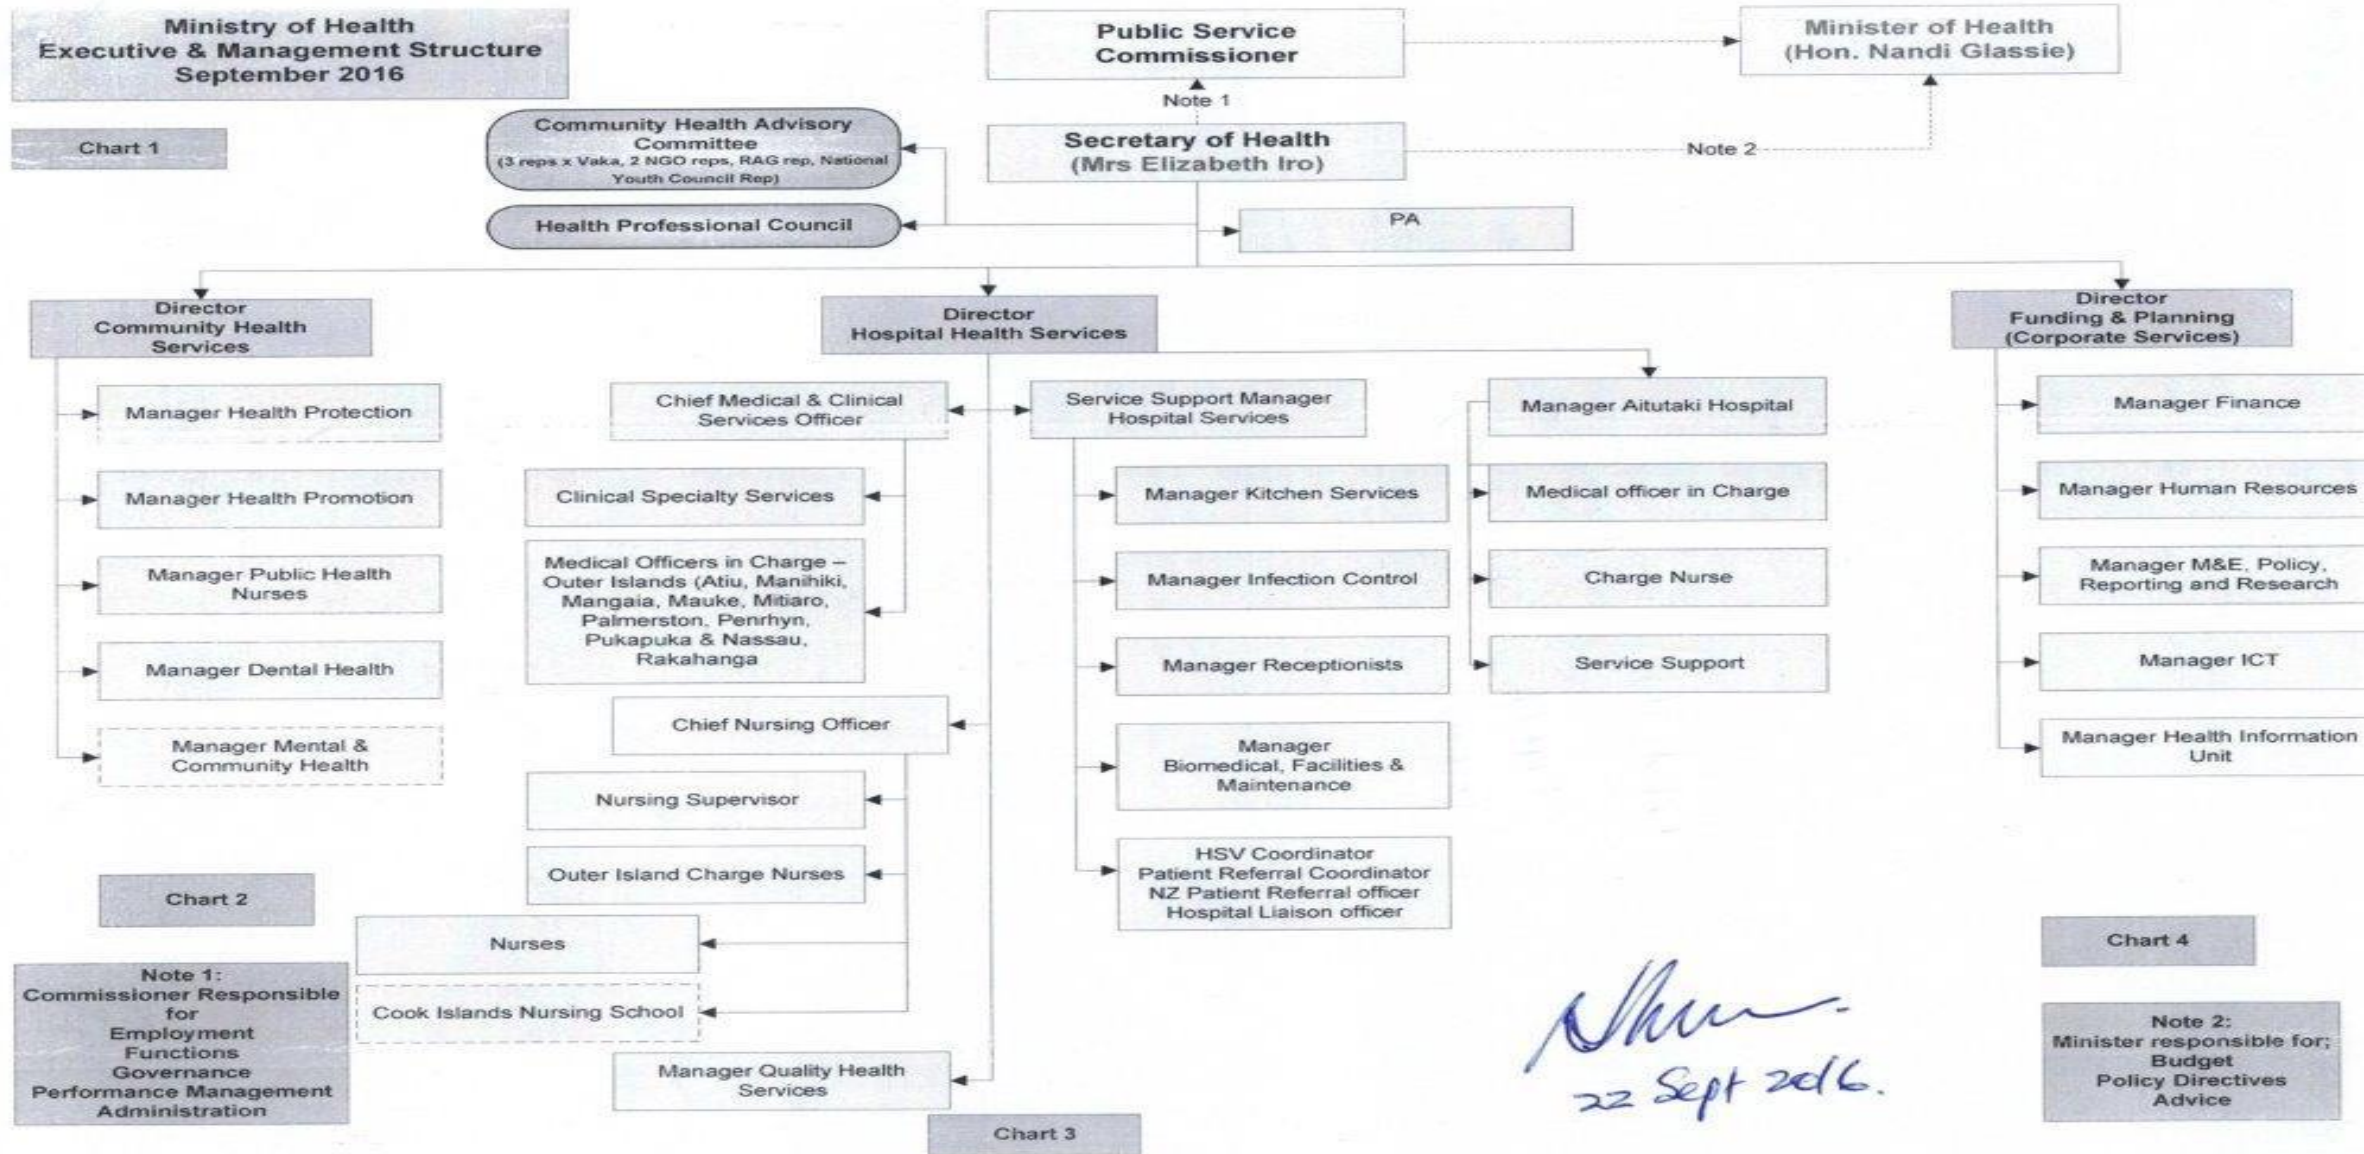 Ministry of Health
Executive & Management Structure
September 2016
Public Service
Commissioner
Minister of Health
(Hon. Nandi Glassie)
Note 1
Chart 1
Community Health Advisory
Committee
(3 reps x Vaka, 2 NGO reps, RAG rep, National
Youth Council Rep)
Secretary of Health
(Mrs Elizabeth Iro)
Note 2
Health Professional Council
PA
Director
Community Health
Services
Director
Hospital Health Services
Director
Funding & Planning
(Corporate Services)
Manager Health Protection
Manager Health Promotion
Manager Public Health
Nurses
Manager Dental Health
Manager Mental &
Community Health
Chart 2
Note 1:
Commissioner Responsible
for
Employment
Functions
Governance
Performance Management
Administration
Chief Medical & Clinical
Services Officer
Clinical Specialty Services
Medical Officers in Charge –
Outer Islands (Atiu, Manihiki,
Mangaia, Mauke, Mitiaro,
Palmerston, Penrhyn,
Pukapuka & Nassau,
Rakahanga
Chief Nursing Officer
Nursing Supervisor
Outer Island Charge Nurses
Nurses
Cook Islands Nursing School
Manager Quality Health
Services
Chart 3
Service Support Manager
Hospital Services
Manager Kitchen Services
Manager Infection Control
Manager Receptionists
Manager
Biomedical, Facilities &
Maintenance
HSV Coordinator
Patient Referral Coordinator
NZ Patient Referral officer
Hospital Liaison officer
Manager Aitutaki Hospital
Medical officer in Charge
Charge Nurse
Service Support
22 Sept 2016.
Manager Finance
Manager Human Resources
Manager M&E, Policy,
Reporting and Research
Manager ICT
Manager Health Information
Unit
Chart 4
Note 2:
Minister responsible for;
Budget
Policy Directives
Advice